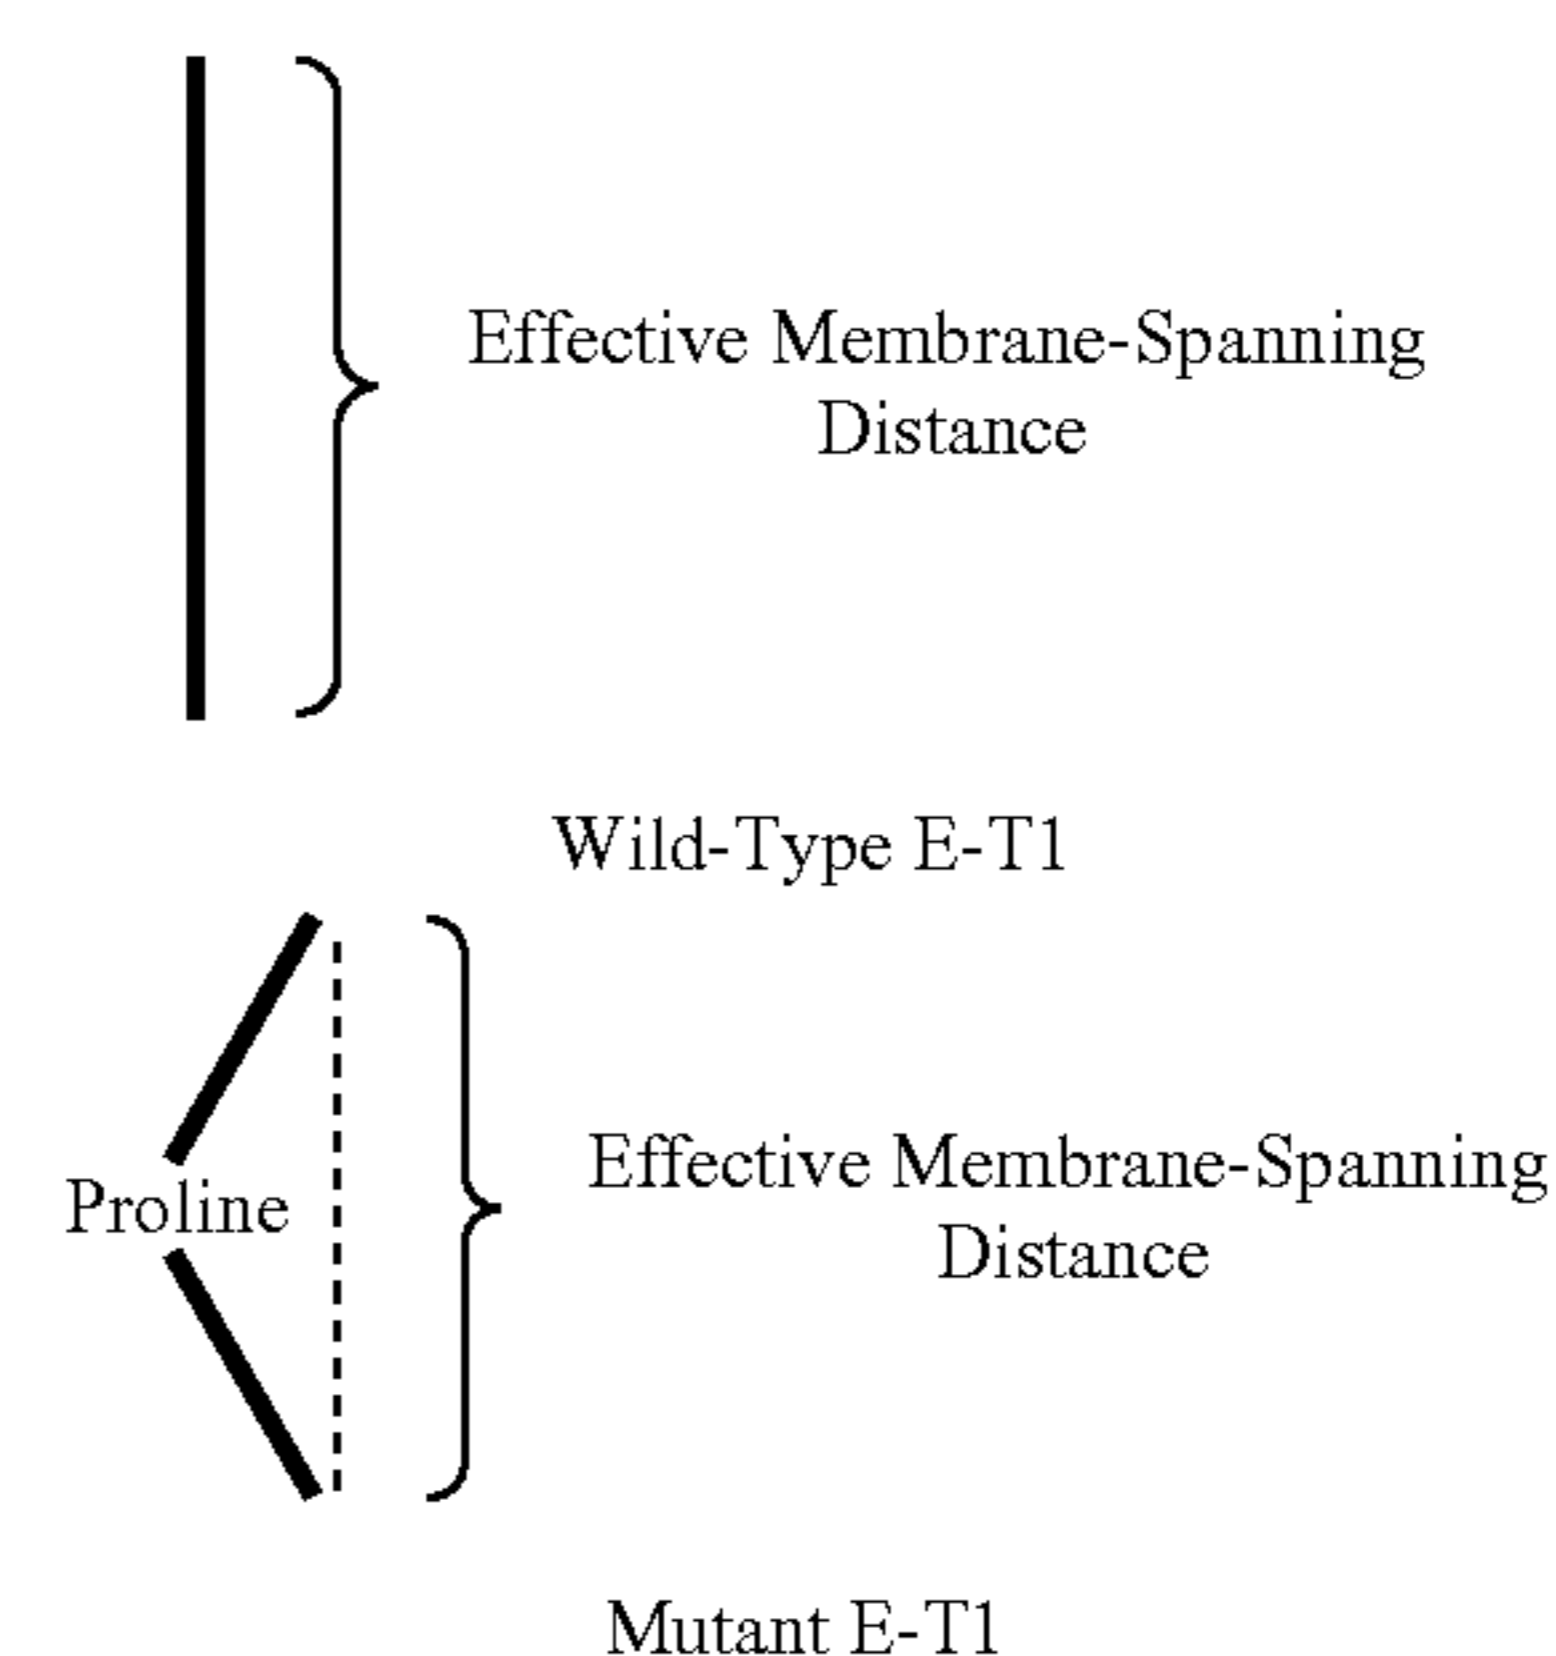 Effective Membrane-Spanning
Distance
Wild-Type E-T1
Proline
Effective Membrane-Spanning
Distance
Mutant E-T1